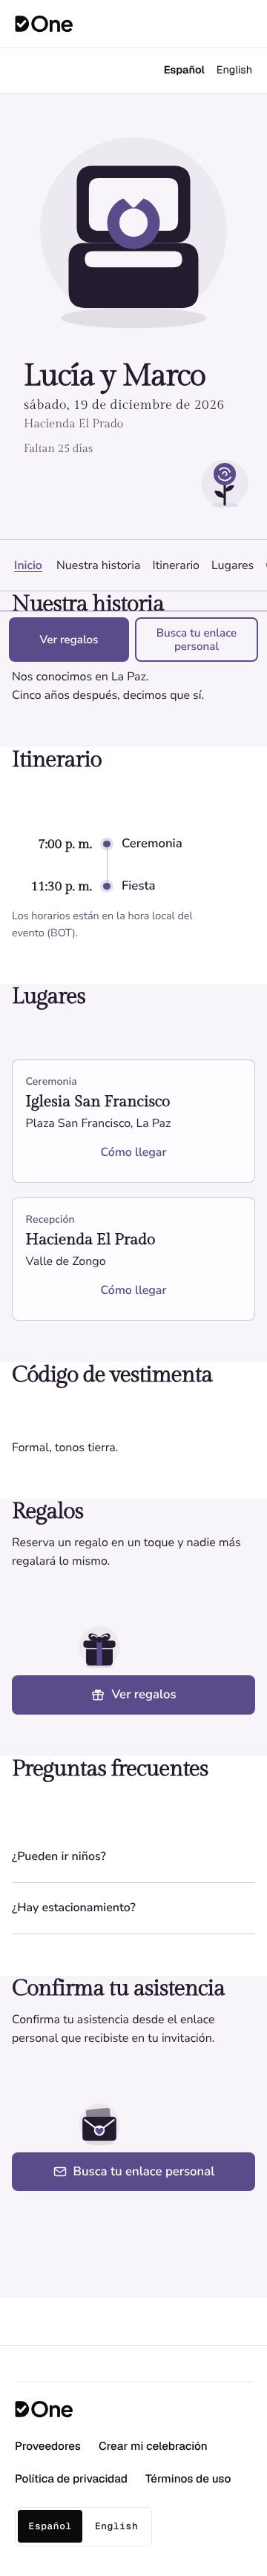 One
Español English
Lucía y Marco
sábado, 19 de diciembre de 2026
Hacienda El Prado
Faltan 25 días
Inicio Nuestra historia Itinerario Lugares
Nuestra historia
Ver regalos
Busca tu enlace
personal
Nos conocimos en La Paz.
Cinco años después, decimos que sí.
Itinerario
7:00 p. m. Ceremonia
11:30 p. m. Fiesta
Los horarios están en la hora local del
evento (BOT).
Lugares
Ceremonia
Iglesia San Francisco
Plaza San Francisco, La Paz
Cómo llegar
Recepción
Hacienda El Prado
Valle de Zongo
Cómo llegar
Código de vestimenta
Formal, tonos tierra.
Regalos
Reserva un regalo en un toque y nadie más
regalará lo mismo.
Ver regalos
Preguntas frecuentes
¿Pueden ir niños?
¿Hay estacionamiento?
Confirma tu asistencia
Confirma tu asistencia desde el enlace
personal que recibiste en tu invitación.
Busca tu enlace personal
One
Proveedores Crear mi celebración
Política de privacidad Términos de uso
Español English